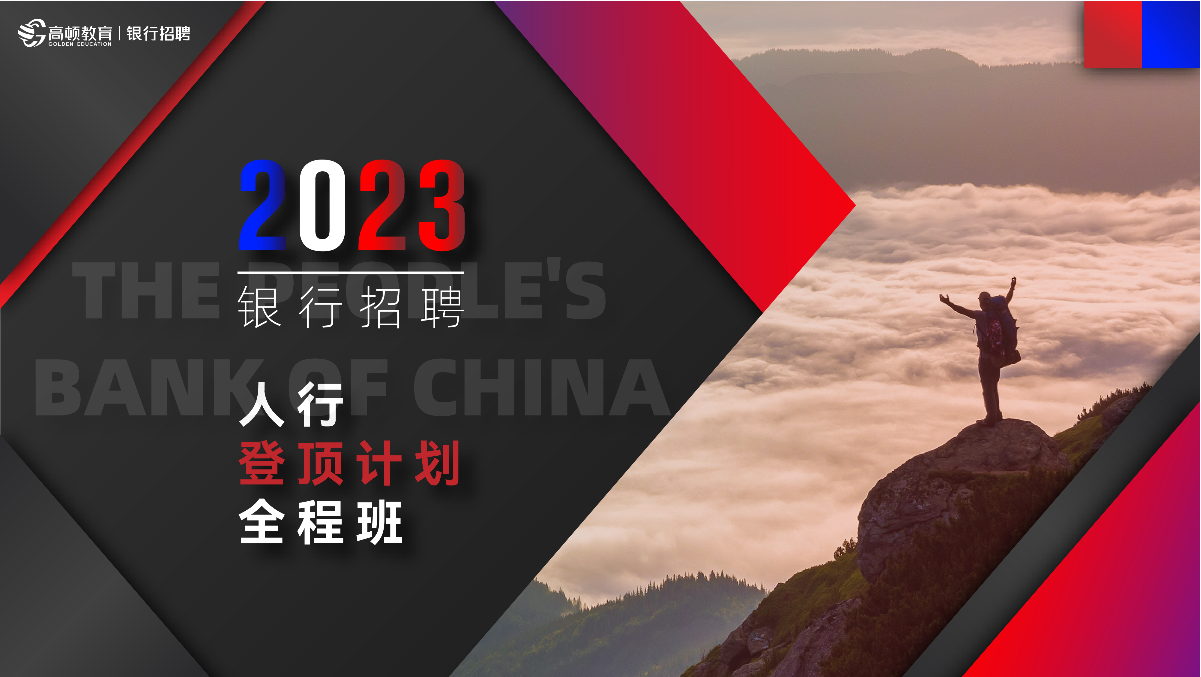 高顿教育 | 银行招聘
GOLDEN EDUCATION
2023
银行招聘
THE PEOPLE'S
BANK OF CHINA
人行
登顶计划
全程班